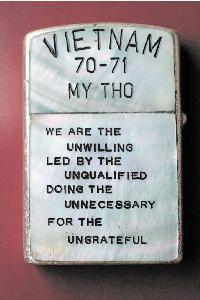 VIETNAM
70-71
MY THO
WE ARE THE
UNWILLING
LED BY THE
UNQUALIFIED
DOING THE
UNNECESSARY
FOR THE
UNGRATEFUL